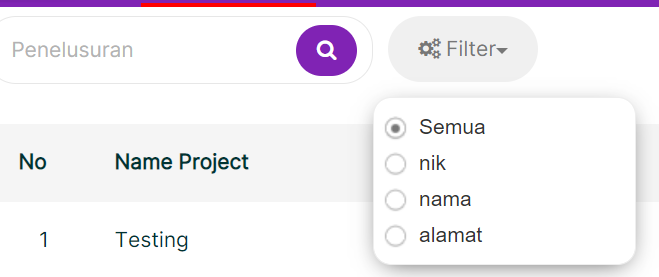 Penelusuran
Filter
Semua
nik
nama
alamat
No Name Project
1 Testing